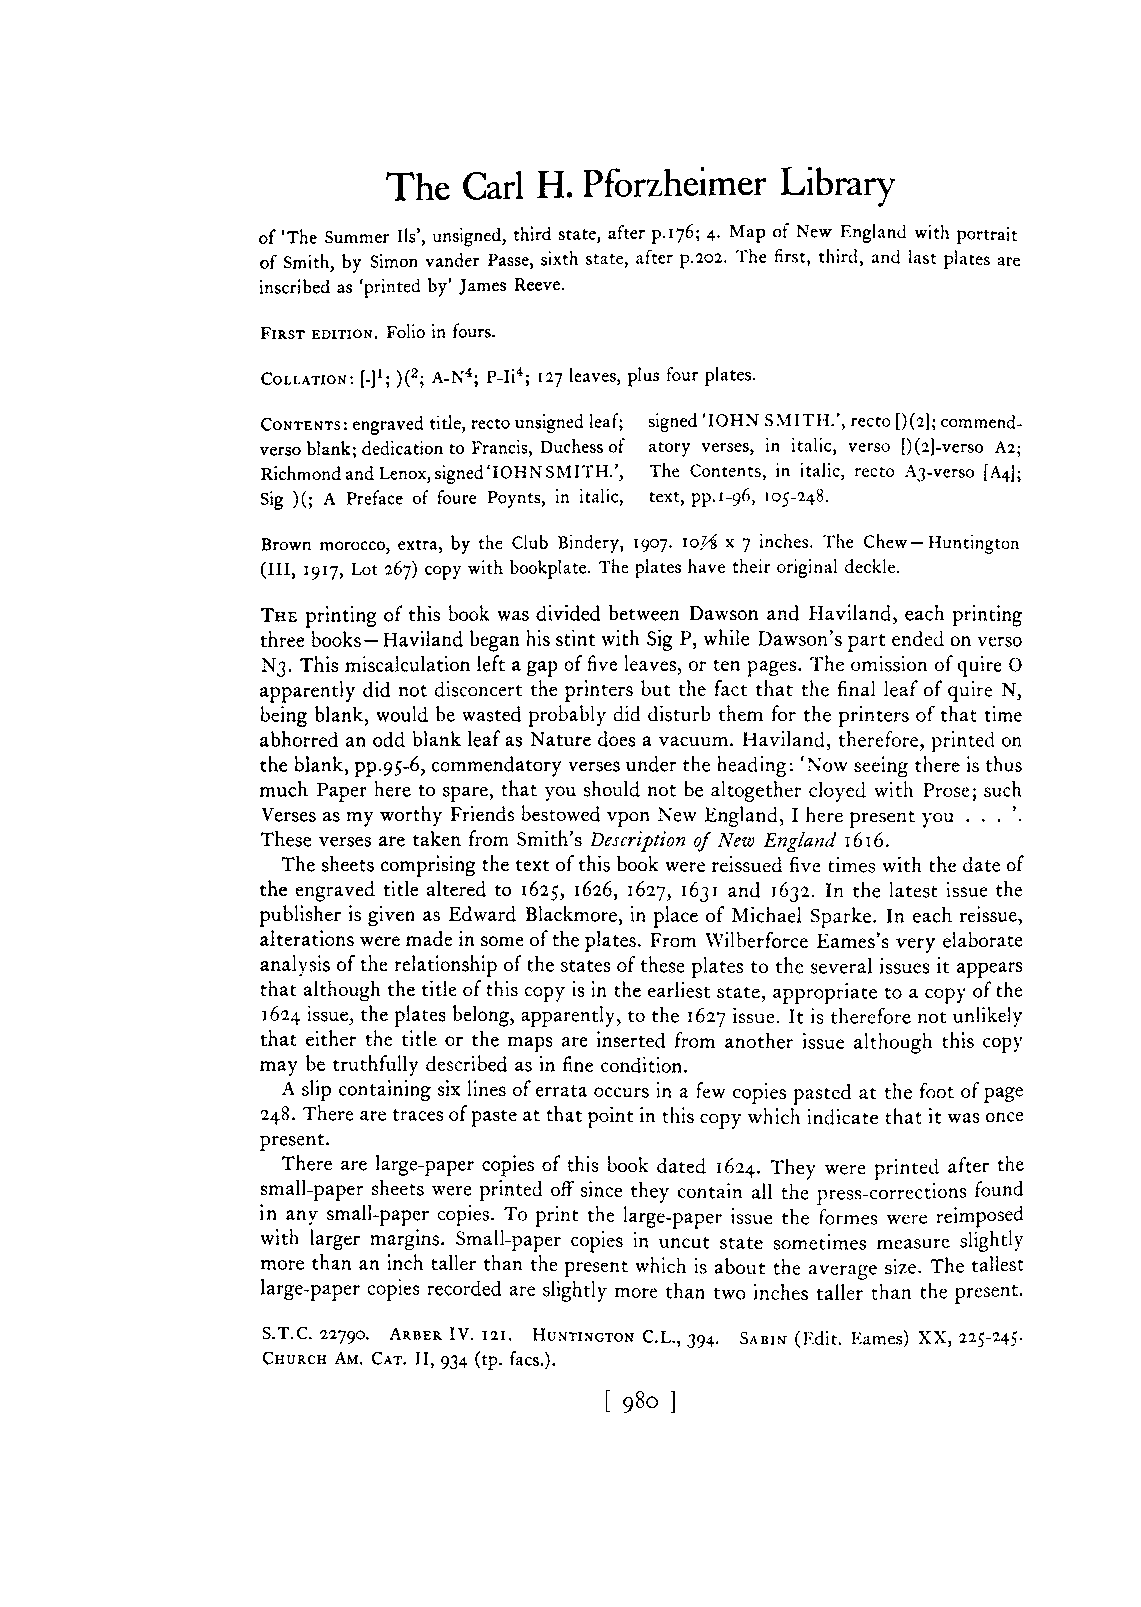 The Carl H. Pforzheimer Library
of 'The Summer Ils', unsigned, third state, after p.176; 4. Map of New England with portrait
of Smith, by Simon vander Passe, sixth state, after p.202. The first, third, and last plates are
inscribed as 'printed by' James Reeve.
FIRST EDITION. Folio in fours.
COLLATION: [-]¹; )(²; A-N⁴; P-Ii⁴; 127 leaves, plus four plates.
CONTENTS: engraved title, recto unsigned leaf;
verso blank; dedication to Francis, Duchess of
Richmond and Lenox, signed 'IOHN SMITH.',
Sig )(; A Preface of foure Poynts, in italic,
signed 'IOHN SMITH.', recto [)(2]; commend-
atory verses, in italic, verso [)(2]-verso A2;
The Contents, in italic, recto A3-verso [A4];
text, pp.1-96, 105-248.
Brown morocco, extra, by the Club Bindery, 1907. 10⅞ x 7 inches. The Chew—Huntington
(III, 1917, Lot 267) copy with bookplate. The plates have their original deckle.
THE printing of this book was divided between Dawson and Haviland, each printing
three books—Haviland began his stint with Sig P, while Dawson's part ended on verso
N3. This miscalculation left a gap of five leaves, or ten pages. The omission of quire O
apparently did not disconcert the printers but the fact that the final leaf of quire N,
being blank, would be wasted probably did disturb them for the printers of that time
abhorred an odd blank leaf as Nature does a vacuum. Haviland, therefore, printed on
the blank, pp.95-6, commendatory verses under the heading: 'Now seeing there is thus
much Paper here to spare, that you should not be altogether cloyed with Prose; such
Verses as my worthy Friends bestowed vpon New England, I here present you . . . '.
These verses are taken from Smith's Description of New England 1616.
The sheets comprising the text of this book were reissued five times with the date of
the engraved title altered to 1625, 1626, 1627, 1631 and 1632. In the latest issue the
publisher is given as Edward Blackmore, in place of Michael Sparke. In each reissue,
alterations were made in some of the plates. From Wilberforce Eames's very elaborate
analysis of the relationship of the states of these plates to the several issues it appears
that although the title of this copy is in the earliest state, appropriate to a copy of the
1624 issue, the plates belong, apparently, to the 1627 issue. It is therefore not unlikely
that either the title or the maps are inserted from another issue although this copy
may be truthfully described as in fine condition.
A slip containing six lines of errata occurs in a few copies pasted at the foot of page
248. There are traces of paste at that point in this copy which indicate that it was once
present.
There are large-paper copies of this book dated 1624. They were printed after the
small-paper sheets were printed off since they contain all the press-corrections found
in any small-paper copies. To print the large-paper issue the formes were reimposed
with larger margins. Small-paper copies in uncut state sometimes measure slightly
more than an inch taller than the present which is about the average size. The tallest
large-paper copies recorded are slightly more than two inches taller than the present.
S.T.C. 22790. ARBER IV. 121. HUNTINGTON C.L., 394. SABIN (Edit. Eames) XX, 225-245.
CHURCH AM. CAT. II, 934 (tp. facs.).
[ 980 ]